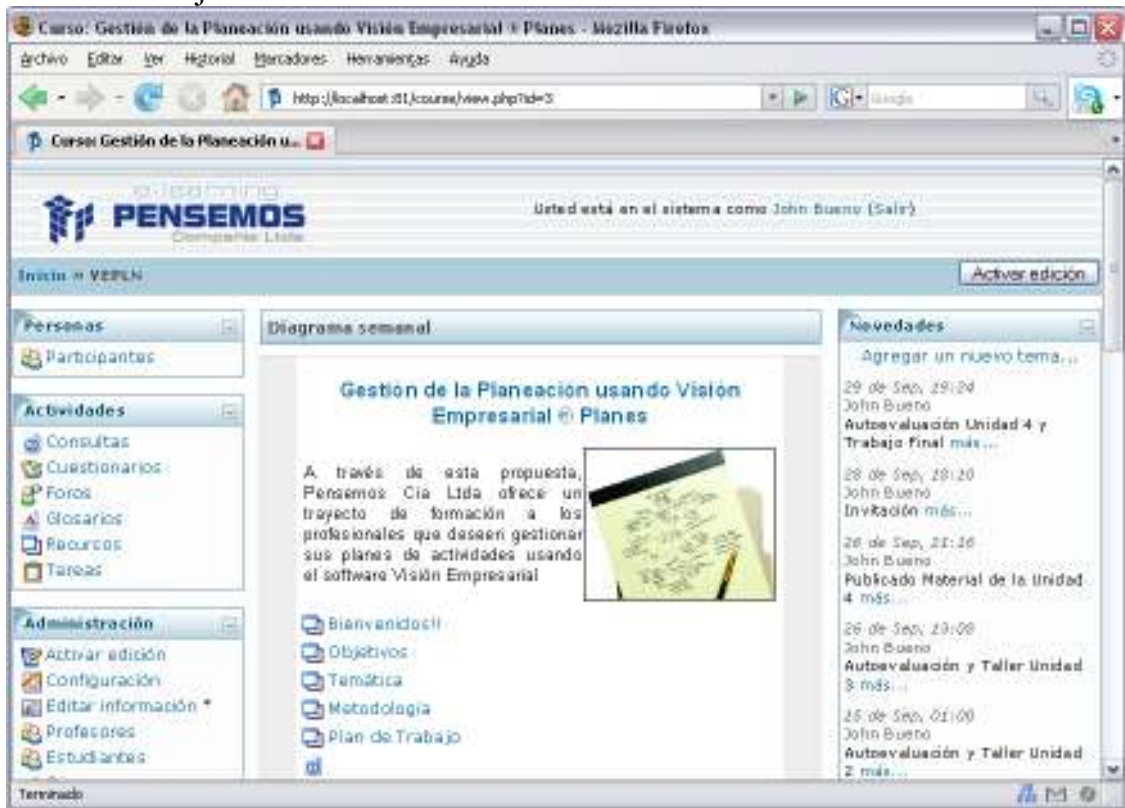 Curso: Gestión de la Planeación usando Visión Empresarial ® Planes - Mozilla Firefox
Archivo Editar Ver Historial Marcadores Herramientas Ayuda
http://localhost:81/course/view.php?id=3
Google
Curso: Gestión de la Planeación u...
e-learning
PENSEMOS
Compañía Ltda
Usted está en el sistema como John Bueno (Salir)
Inicio » VEPLN
Activar edición
Personas
Participantes
Actividades
Consultas
Cuestionarios
Foros
Glosarios
Recursos
Tareas
Administración
Activar edición
Configuración
Editar información *
Profesores
Estudiantes
Diagrama semanal
Gestión de la Planeación usando Visión
Empresarial ® Planes
A través de esta propuesta,
Pensemos Cia Ltda ofrece un
trayecto de formación a los
profesionales que deseen gestionar
sus planes de actividades usando
el software Visión Empresarial
Bienvenidos!!
Objetivos
Temática
Metodología
Plan de Trabajo
Novedades
Agregar un nuevo tema...
29 de Sep, 19:24
John Bueno
Autoevaluación Unidad 4 y
Trabajo Final más...
28 de Sep, 18:10
John Bueno
Invitación más...
26 de Sep, 21:16
John Bueno
Publicado Material de la Unidad
4 más...
26 de Sep, 19:08
John Bueno
Autoevaluación y Taller Unidad
3 más...
25 de Sep, 01:00
John Bueno
Autoevaluación y Taller Unidad
2 más...
Terminado